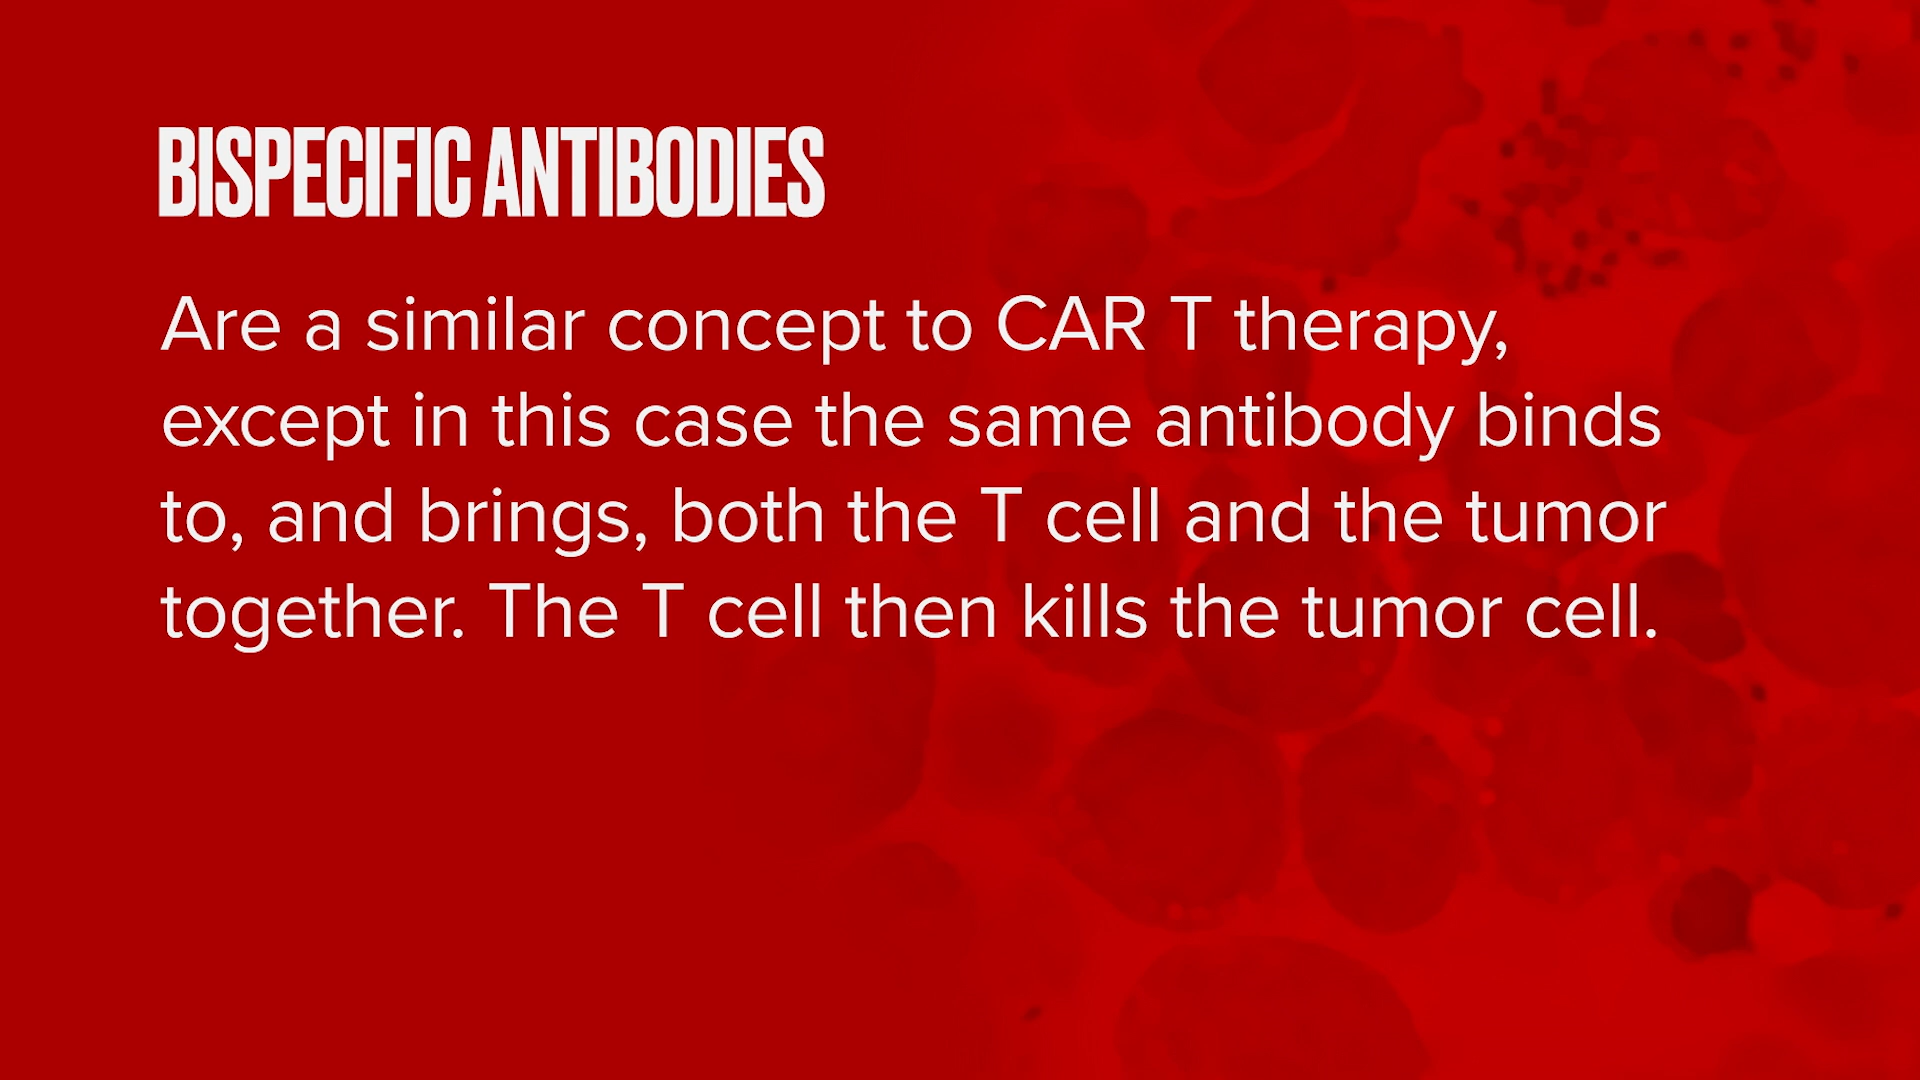 BISPECIFIC ANTIBODIES
Are a similar concept to CAR T therapy,
except in this case the same antibody binds
to, and brings, both the T cell and the tumor
together. The T cell then kills the tumor cell.